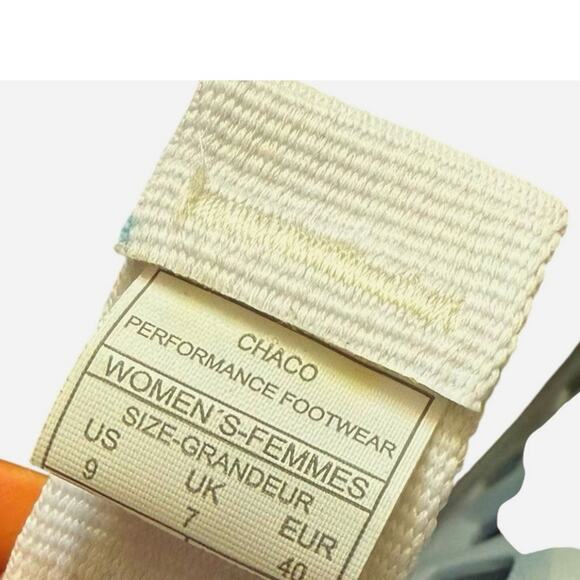 CHACO
PERFORMANCE FOOTWEAR
WOMEN'S-FEMMES
SIZE-GRANDEUR
US UK EUR
9 7 40